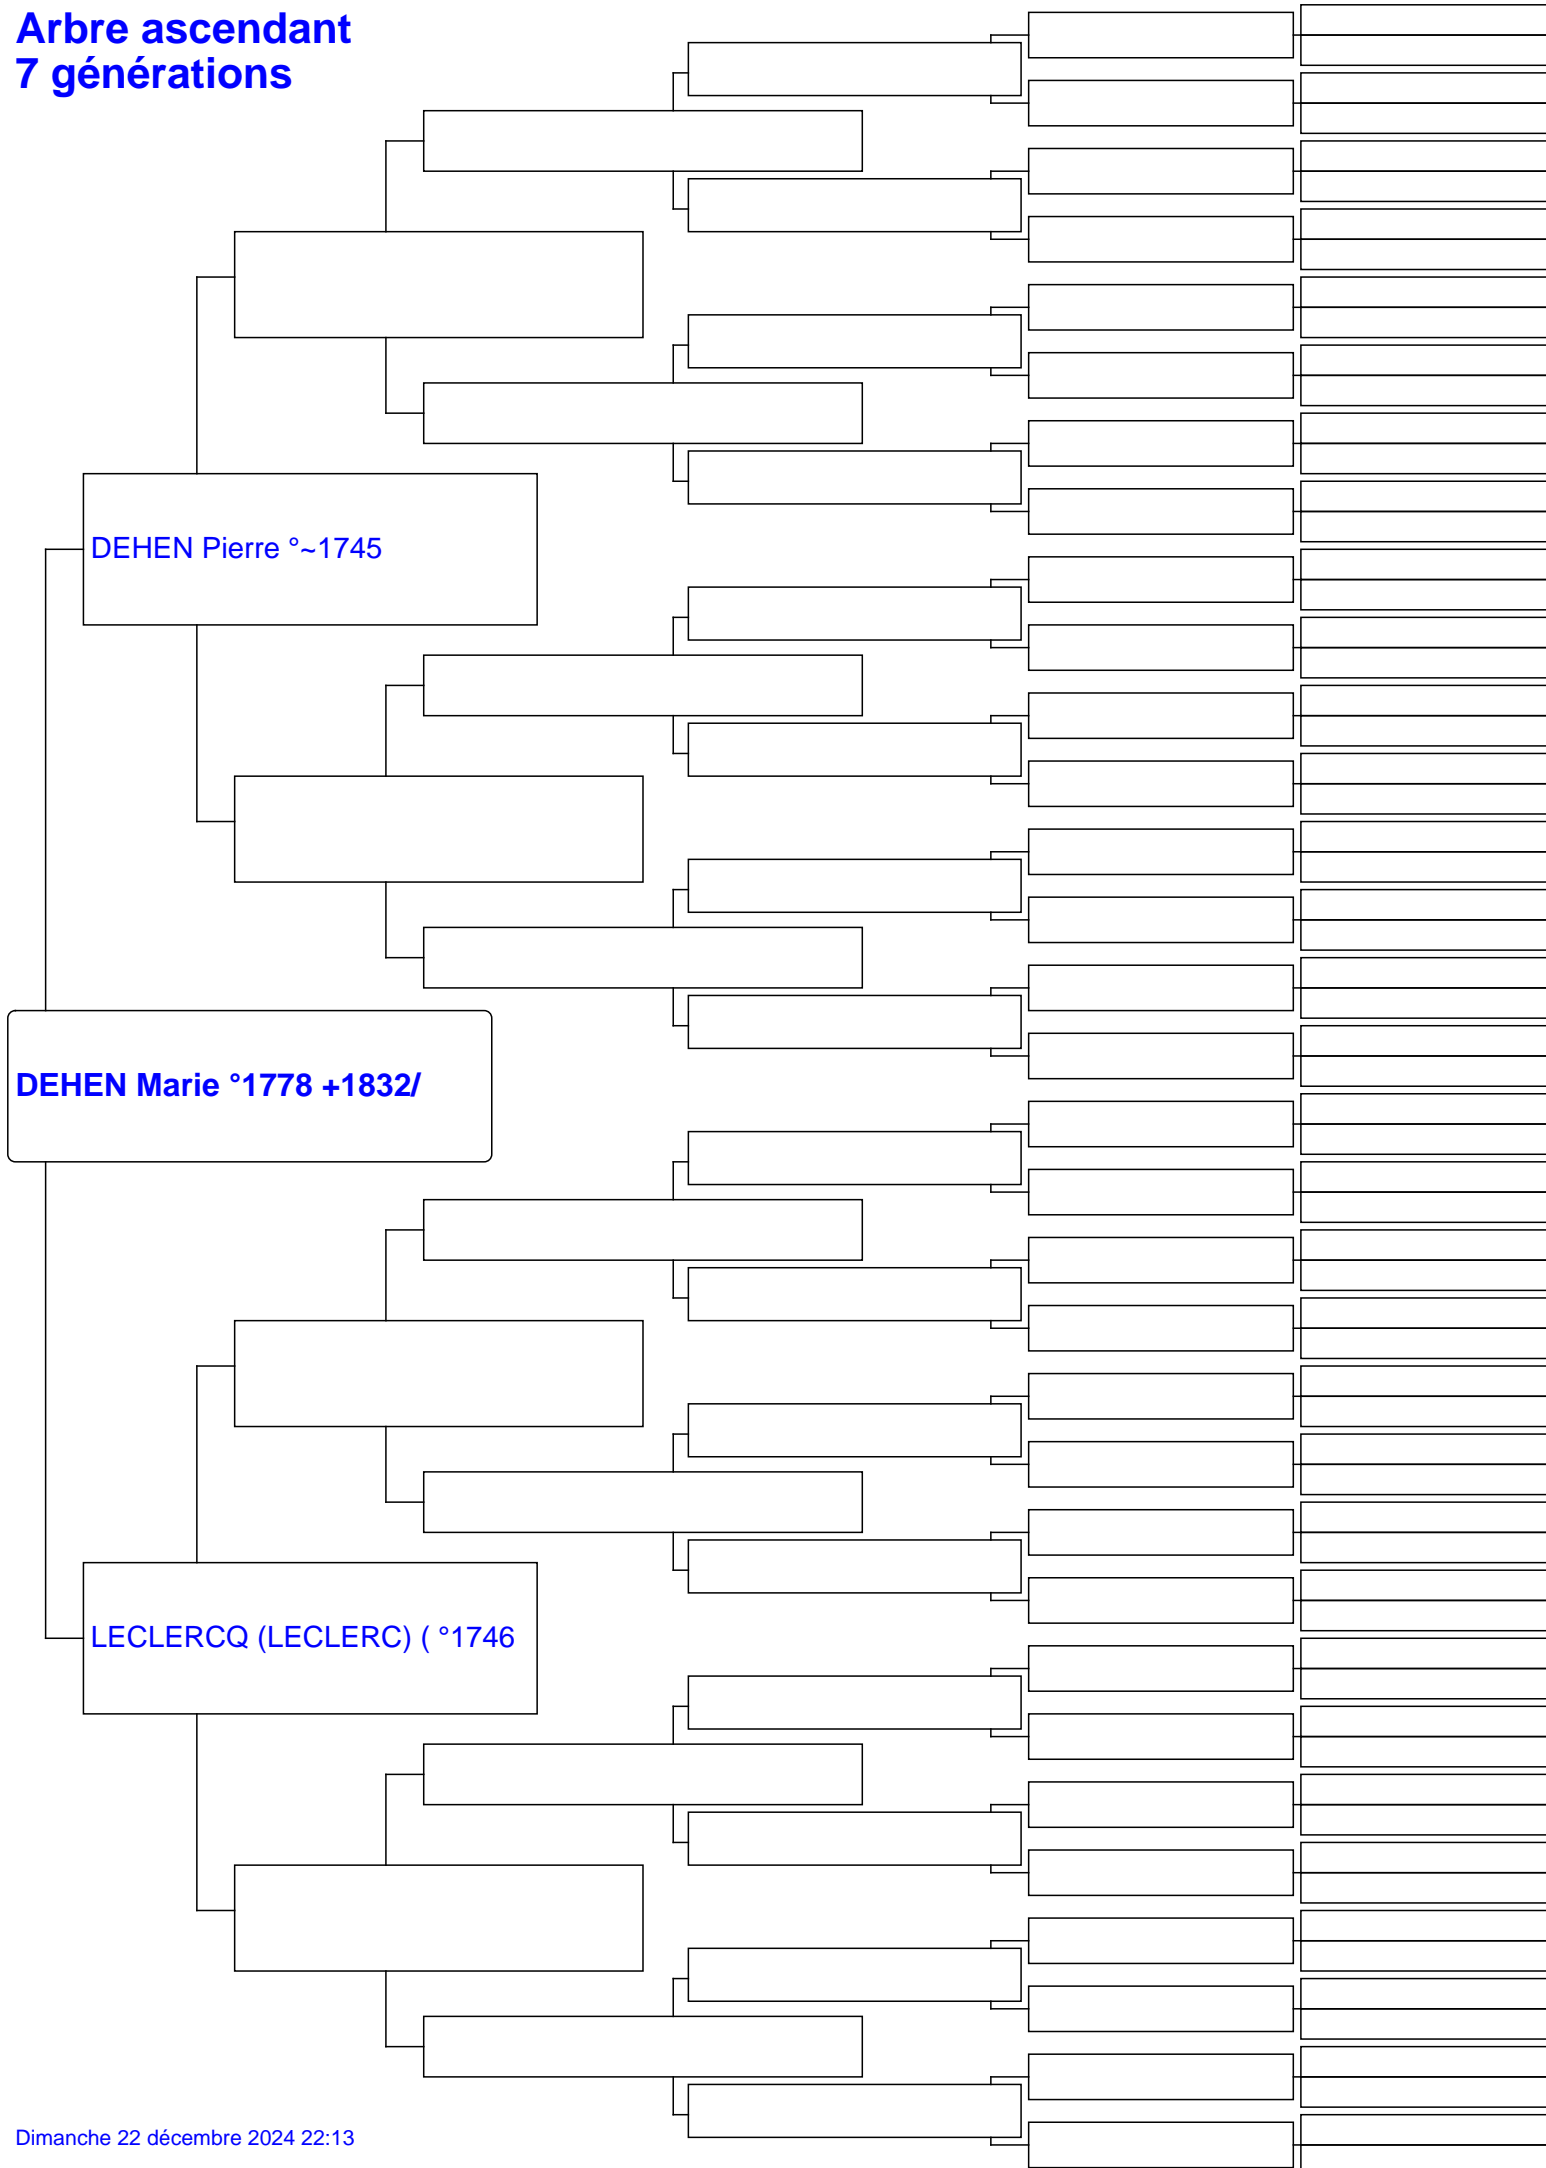 Arbre ascendant
7 générations
DEHEN Pierre °~1745
DEHEN Marie °1778 +1832/
LECLERCQ (LECLERC) ( °1746
Dimanche 22 décembre 2024 22:13